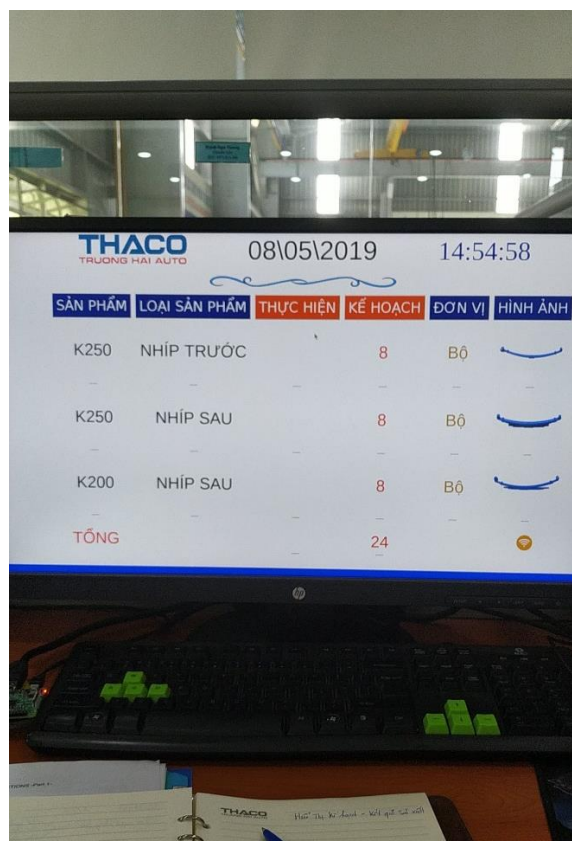 THACO
TRUONG HAI AUTO
08\05\2019
14:54:58
SẢN PHẨM LOẠI SẢN PHẨM THỰC HIỆN KẾ HOẠCH ĐƠN VỊ HÌNH ẢNH
K250 NHÍP TRƯỚC 8 Bộ
K250 NHÍP SAU 8 Bộ
K200 NHÍP SAU 8 Bộ
TỔNG 24
hp
THACO